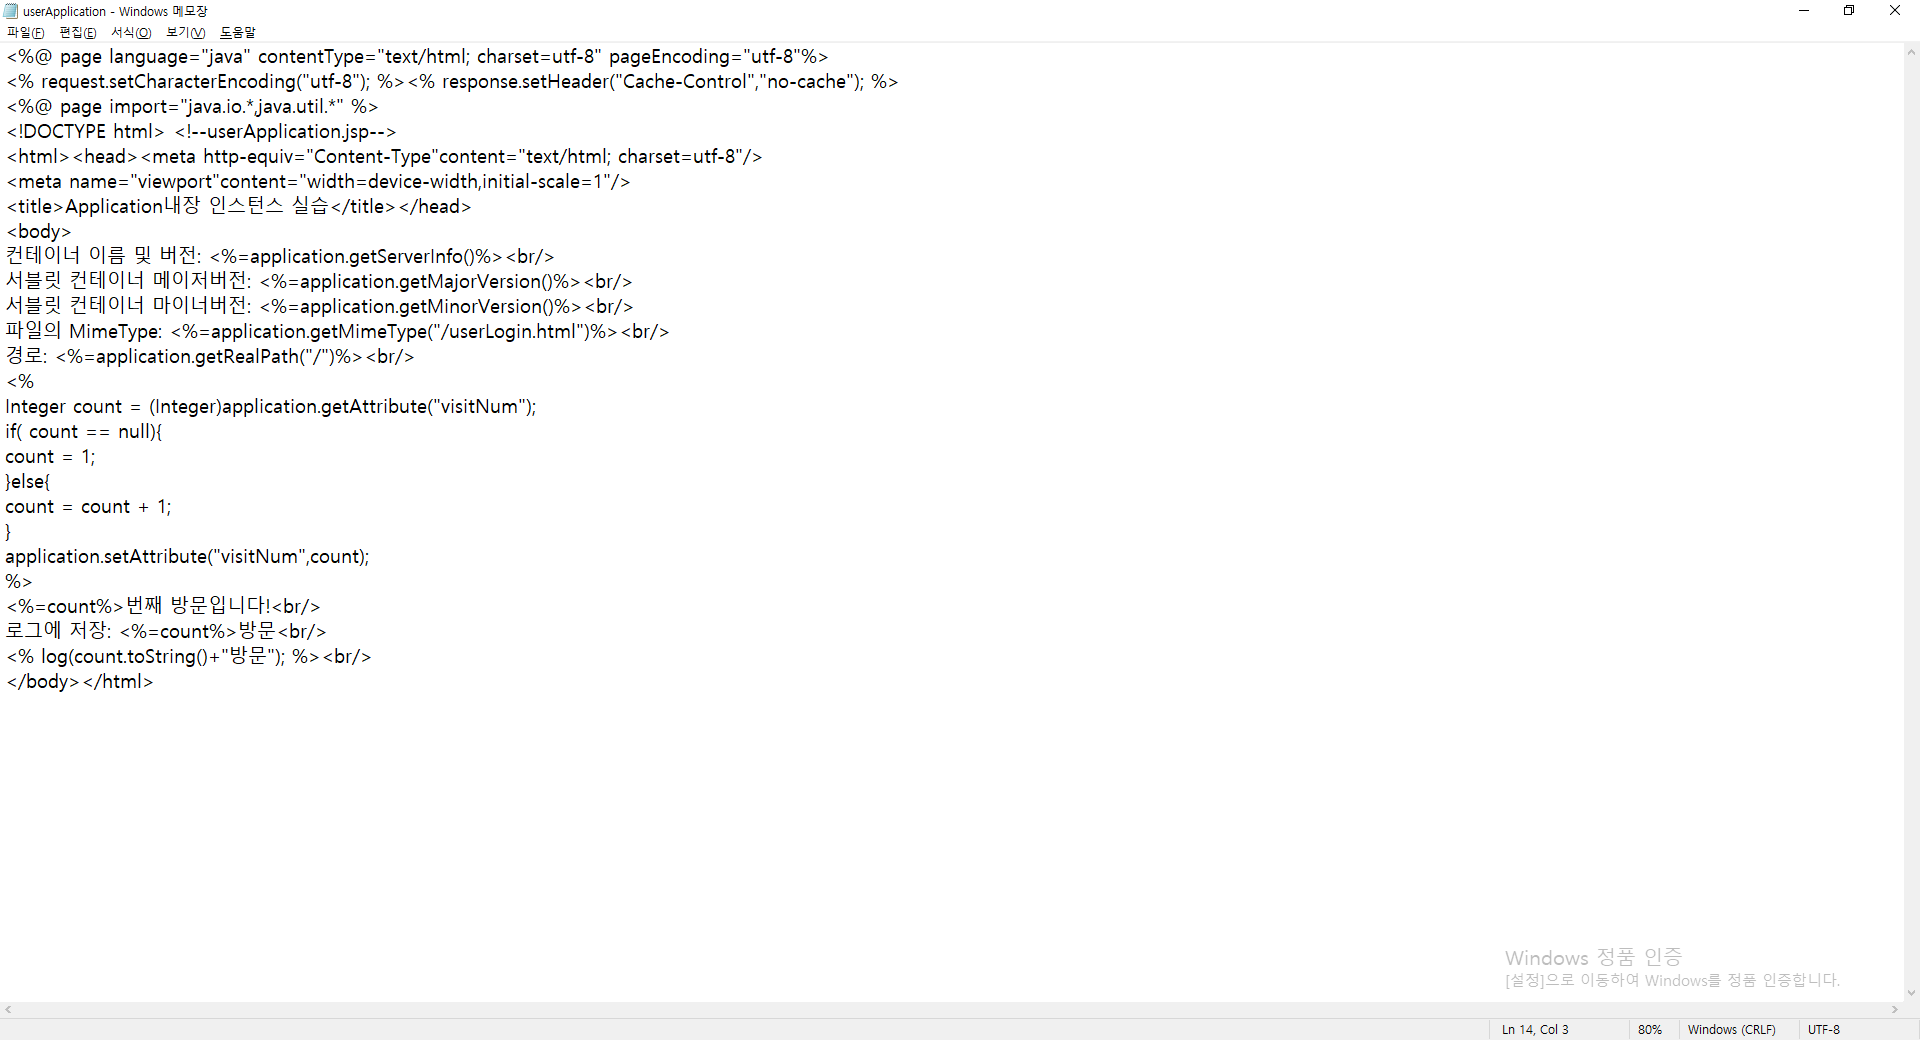 userApplication - Windows 메모장
파일(F) 편집(E) 서식(O) 보기(V) 도움말
<%@ page language="java" contentType="text/html; charset=utf-8" pageEncoding="utf-8"%>
<% request.setCharacterEncoding("utf-8"); %><% response.setHeader("Cache-Control","no-cache"); %>
<%@ page import="java.io.*,java.util.*" %>
<!DOCTYPE html> <!--userApplication.jsp-->
<html><head><meta http-equiv="Content-Type"content="text/html; charset=utf-8"/>
<meta name="viewport"content="width=device-width,initial-scale=1"/>
<title>Application내장 인스턴스 실습</title></head>
<body>
컨테이너 이름 및 버전: <%=application.getServerInfo()%><br/>
서블릿 컨테이너 메이저버전: <%=application.getMajorVersion()%><br/>
서블릿 컨테이너 마이너버전: <%=application.getMinorVersion()%><br/>
파일의 MimeType: <%=application.getMimeType("/userLogin.html")%><br/>
경로: <%=application.getRealPath("/")%><br/>
<%
Integer count = (Integer)application.getAttribute("visitNum");
if( count == null){
count = 1;
}else{
count = count + 1;
}
application.setAttribute("visitNum",count);
%>
<%=count%>번째 방문입니다!<br/>
로그에 저장: <%=count%>방문<br/>
<% log(count.toString()+"방문"); %><br/>
</body></html>
Windows 정품 인증
[설정]으로 이동하여 Windows를 정품 인증합니다.
Ln 14, Col 3 80% Windows (CRLF) UTF-8